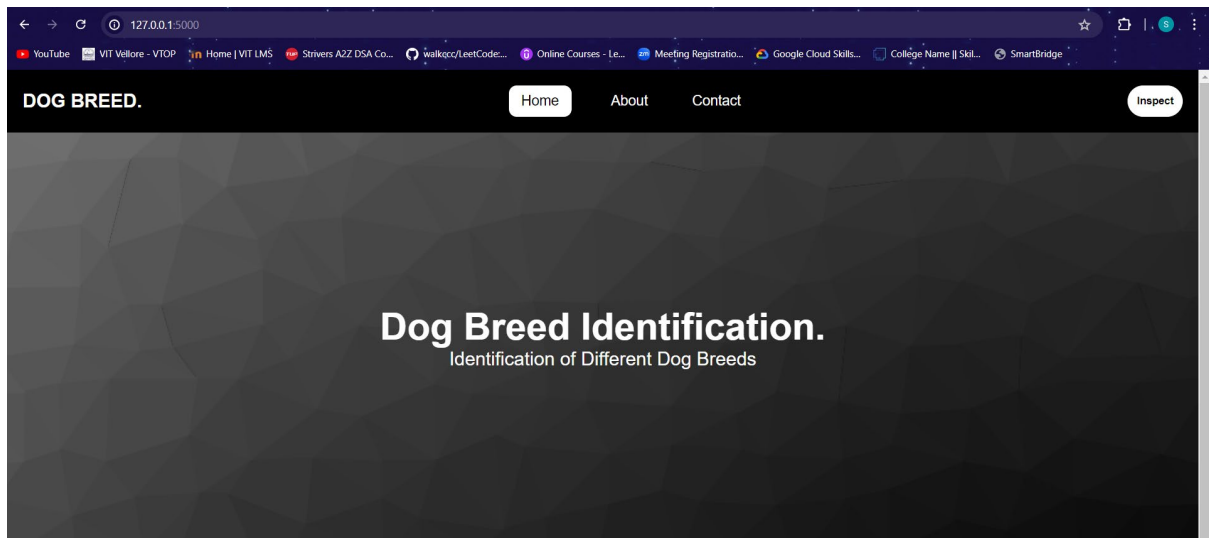 127.0.0.1:5000
YouTube VIT Vellore - VTOP Home | VIT LMS Strivers A2Z DSA Co... walkccc/LeetCode:... Online Courses - Le... Meeting Registratio... Google Cloud Skills... College Name || Skil... SmartBridge
DOG BREED. Home About Contact Inspect
Dog Breed Identification.
Identification of Different Dog Breeds